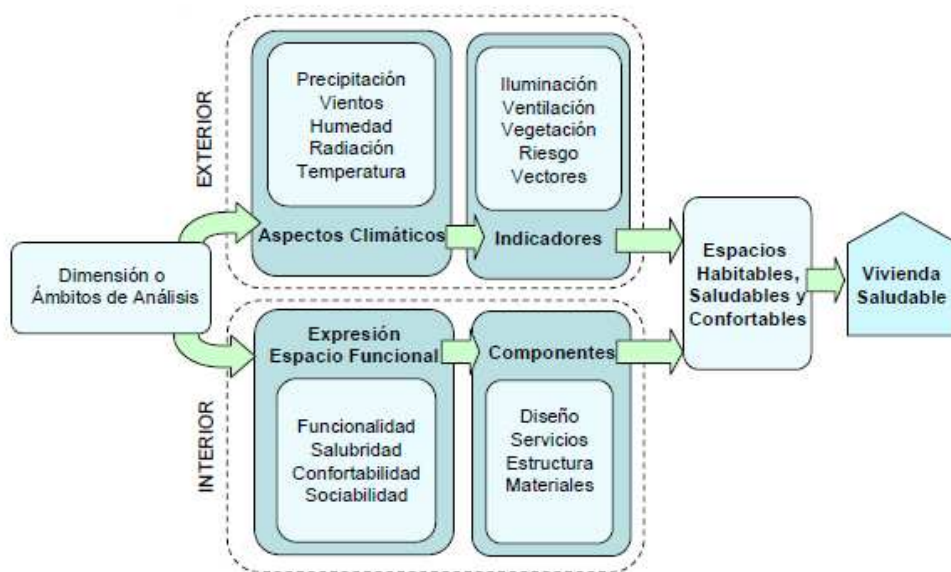 Dimensión o
Ámbitos de Análisis
EXTERIOR
Precipitación
Vientos
Humedad
Radiación
Temperatura
Aspectos Climáticos
Iluminación
Ventilación
Vegetación
Riesgo
Vectores
Indicadores
INTERIOR
Expresión
Espacio Funcional
Funcionalidad
Salubridad
Confortabilidad
Sociabilidad
Componentes
Diseño
Servicios
Estructura
Materiales
Espacios
Habitables,
Saludables y
Confortables
Vivienda
Saludable